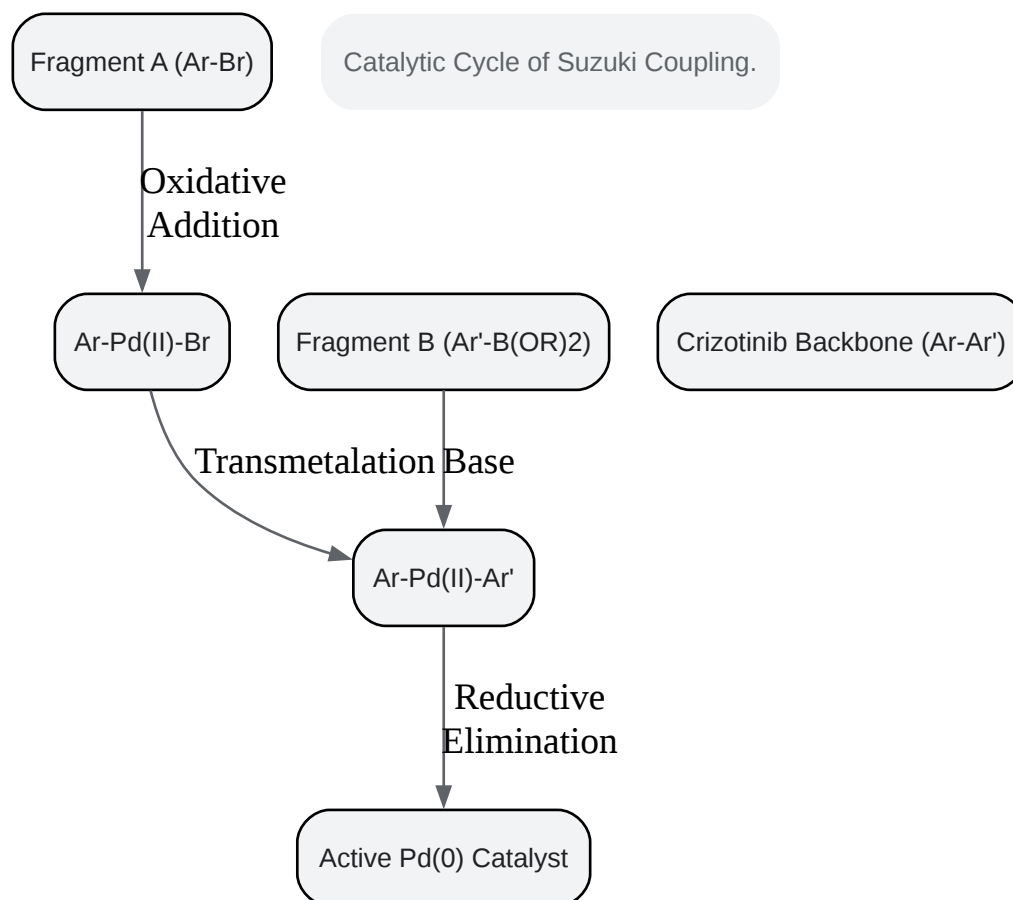 Fragment A (Ar-Br)
Catalytic Cycle of Suzuki Coupling.
Oxidative
Addition
Ar-Pd(II)-Br
Fragment B (Ar'-B(OR)2)
Crizotinib Backbone (Ar-Ar')
Transmetalation
Base
Ar-Pd(II)-Ar'
Reductive
Elimination
Active Pd(0) Catalyst